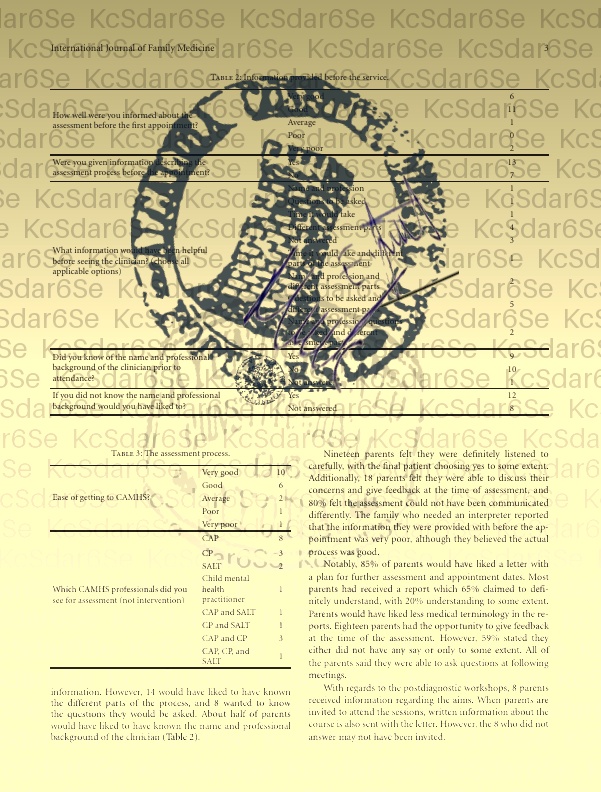 International Journal of Family Medicine 3
TABLE 2: Information provided before the service.
How well were you informed about the
assessment before the first appointment?
Very good 6
Good 11
Average 1
Poor 0
Very poor 2
Were you given information describing the
assessment process before the appointment?
Yes 13
No 7
What information would have been helpful
before seeing the clinician? (choose all
applicable options)
Name and profession 1
Questions to be asked
Time it would take 1
Different assessment parts 4
Not answered 3
Time it would take and different
parts of the assessment 1
Name and profession and
different assessment parts 2
Questions to be asked and
different assessment parts 5
Name and profession, questions
to be asked, and different
assessment parts 2
Did you know of the name and professional
background of the clinician prior to
attendance?
Yes 9
No 10
Not answered 1
If you did not know the name and professional
background would you have liked to?
Yes 12
Not answered 8
TABLE 3: The assessment process.
Ease of getting to CAMHS?
Very good 10
Good 6
Average 2
Poor 1
Very poor 1
Which CAMHS professionals did you
see for assessment (not intervention)
CAP 8
CP 3
SALT 2
Child mental
health
practitioner 1
CAP and SALT 1
CP and SALT 1
CAP and CP 3
CAP, CP, and
SALT 1
information. However, 14 would have liked to have known
the different parts of the process, and 8 wanted to know
the questions they would be asked. About half of parents
would have liked to have known the name and professional
background of the clinician (Table 2).
Nineteen parents felt they were definitely listened to
carefully, with the final patient choosing yes to some extent.
Additionally, 18 parents felt they were able to discuss their
concerns and give feedback at the time of assessment, and
80% felt the assessment could not have been communicated
differently. The family who needed an interpreter reported
that the information they were provided with before the ap-
pointment was very poor, although they believed the actual
process was good.
Notably, 85% of parents would have liked a letter with
a plan for further assessment and appointment dates. Most
parents had received a report which 65% claimed to defi-
nitely understand, with 20% understanding to some extent.
Parents would have liked less medical terminology in the re-
ports. Eighteen parents had the opportunity to give feedback
at the time of the assessment. However, 59% stated they
either did not have any say or only to some extent. All of
the parents said they were able to ask questions at following
meetings.
With regards to the postdiagnostic workshops, 8 parents
received information regarding the aims. When parents are
invited to attend the sessions, written information about the
course is also sent with the letter. However, the 8 who did not
answer may not have been invited.
KcSdar6Se